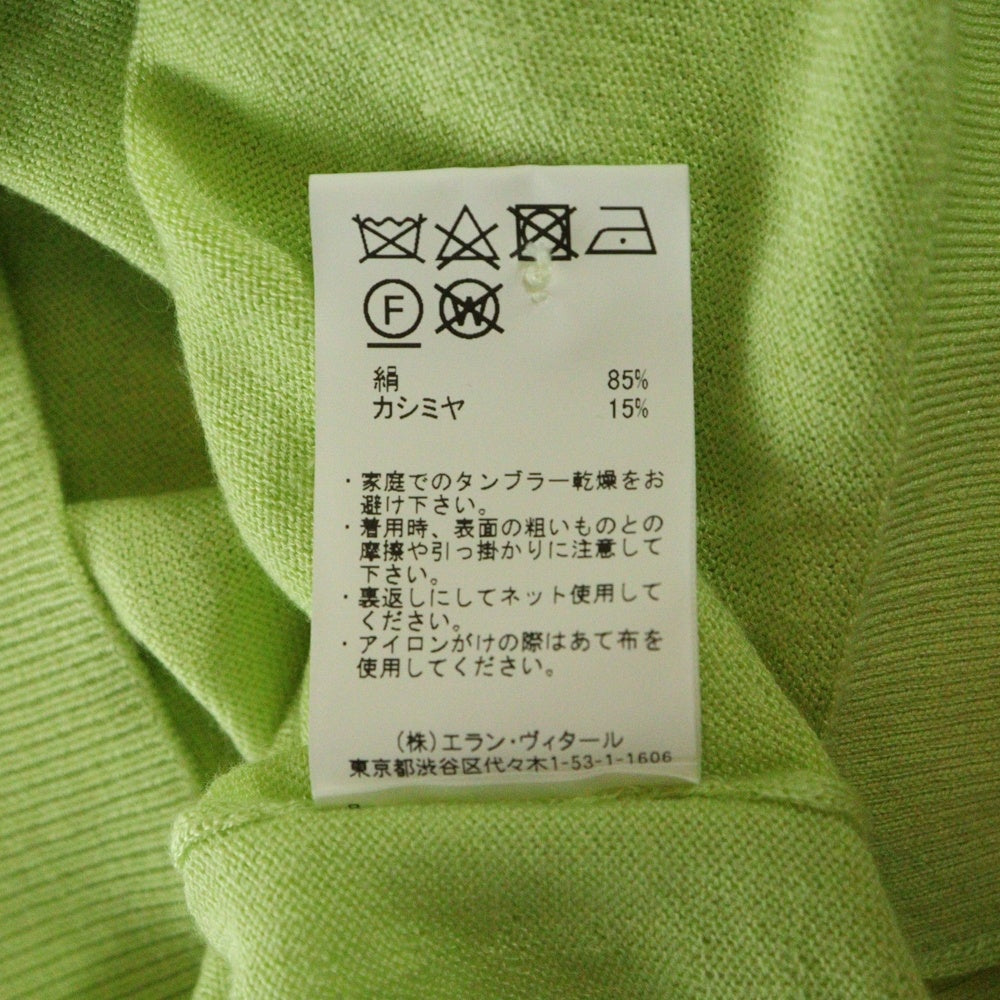 F W
絹 85%
カシミヤ 15%
・家庭でのタンブラー乾燥をお
避け下さい。
・着用時、表面の粗いものとの
摩擦や引っ掛かりに注意して
下さい。
・裏返しにしてネット使用して
ください。
・アイロンがけの際はあて布を
使用してください。
(株)エラン・ヴィタール
東京都渋谷区代々木1-53-1-1606